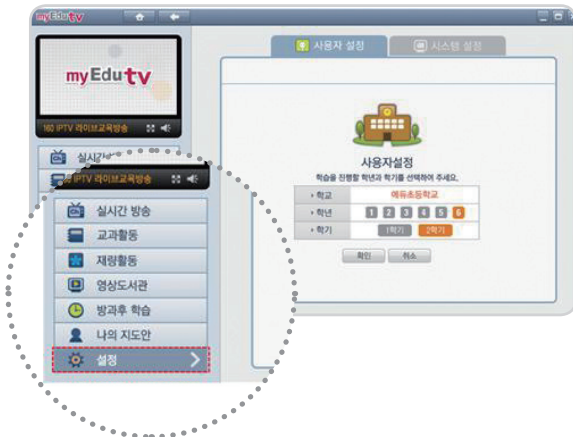 myEdutv
사용자 설정
시스템 설정
myEdutv
160 IPTV 라이브교육방송
실시간
IPTV 라이브교육방송
실시간 방송
교과활동
재량활동
영상도서관
방과후 학습
나의 지도안
설정
사용자설정
학습을 진행할 학년과 학기를 선택하여 주세요.
학교 에듀초등학교
학년 1 2 3 4 5 6
학기 1학기 2학기
확인 취소